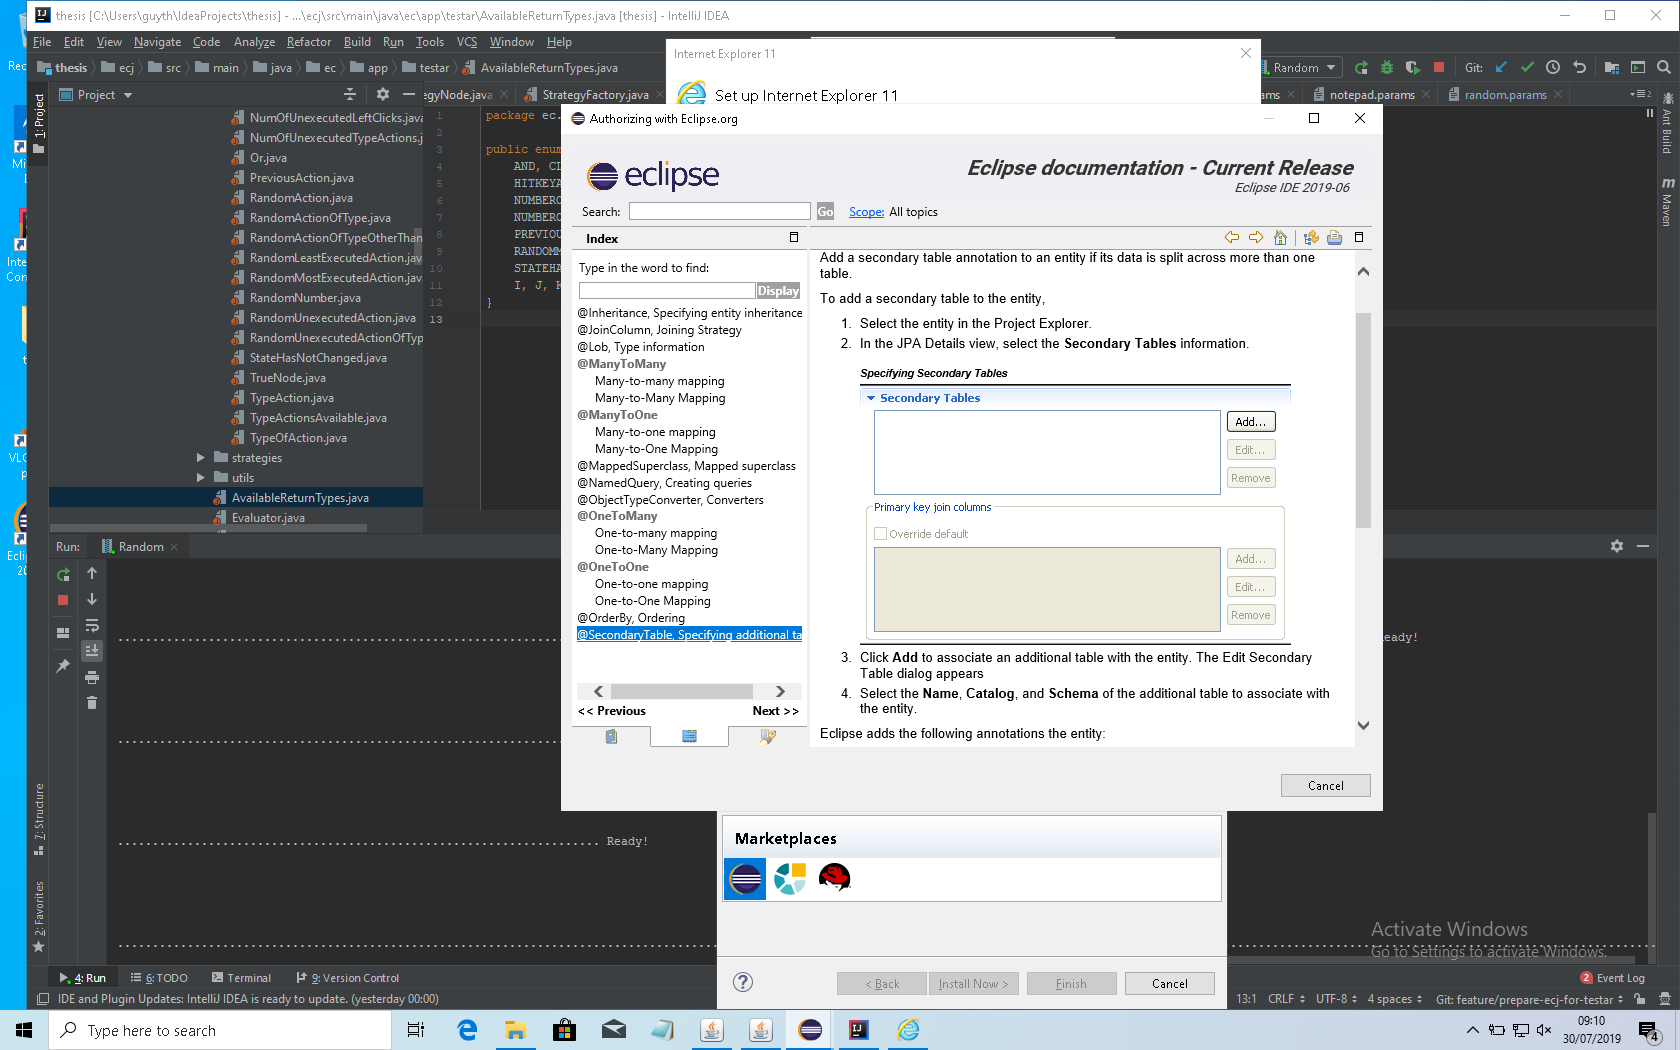 thesis [C:\Users\guyth\IdeaProjects\thesis] - ...\ecj\src\main\java\ec\app\testar\AvailableReturnTypes.java [thesis] - IntelliJ IDEA
File Edit View Navigate Code Analyze Refactor Build Run Tools VCS Window Help
thesis ecj src main java ec app testar AvailableReturnTypes.java
Random Git:
Project
StrategyFactory.java
notepad.params random.params
1: Project
NumOfUnexecutedLeftClicks.java
NumOfUnexecutedTypeActions.j
Or.java
PreviousAction.java
RandomAction.java
RandomActionOfType.java
RandomActionOfTypeOtherThan
RandomLeastExecutedAction.jav
RandomMostExecutedAction.jav
RandomNumber.java
RandomUnexecutedAction.java
RandomUnexecutedActionOfTyp
StateHasNotChanged.java
TrueNode.java
TypeAction.java
TypeActionsAvailable.java
TypeOfAction.java
strategies
utils
AvailableReturnTypes.java
Evaluator.java
1 package ec.
2
3 public enum
4 AND, CL
5 HITKEYA
6 NUMBERO
7 NUMBERO
8 PREVIOU
9 RANDOMM
10 STATEHA
11 I, J, K
12 }
13
Ant Build
Maven
Internet Explorer 11
Set up Internet Explorer 11
Authorizing with Eclipse.org
eclipse
Eclipse documentation - Current Release
Eclipse IDE 2019-06
Search: Go Scope: All topics
Index
Type in the word to find:
Display
@Inheritance, Specifying entity inheritance
@JoinColumn, Joining Strategy
@Lob, Type information
@ManyToMany
Many-to-many mapping
Many-to-Many Mapping
@ManyToOne
Many-to-one mapping
Many-to-One Mapping
@MappedSuperclass, Mapped superclass
@NamedQuery, Creating queries
@ObjectTypeConverter, Converters
@OneToMany
One-to-many mapping
One-to-Many Mapping
@OneToOne
One-to-one mapping
One-to-One Mapping
@OrderBy, Ordering
@SecondaryTable, Specifying additional ta
<< Previous Next >>
Add a secondary table annotation to an entity if its data is split across more than one
table.
To add a secondary table to the entity,
1. Select the entity in the Project Explorer.
2. In the JPA Details view, select the Secondary Tables information.
Specifying Secondary Tables
Secondary Tables
Add...
Edit...
Remove
Primary key join columns
Override default
Add...
Edit...
Remove
3. Click Add to associate an additional table with the entity. The Edit Secondary
Table dialog appears
4. Select the Name, Catalog, and Schema of the additional table to associate with
the entity.
Eclipse adds the following annotations the entity:
Cancel
Marketplaces
< Back Install Now > Finish Cancel
Run: Random
eady!
Ready!
7: Structure
2: Favorites
Activate Windows
Go to Settings to activate Windows.
4: Run 6: TODO Terminal 9: Version Control 2 Event Log
IDE and Plugin Updates: IntelliJ IDEA is ready to update. (yesterday 00:00) 13:1 CRLF UTF-8 4 spaces Git: feature/prepare-ecj-for-testar
Type here to search
09:10
30/07/2019
4